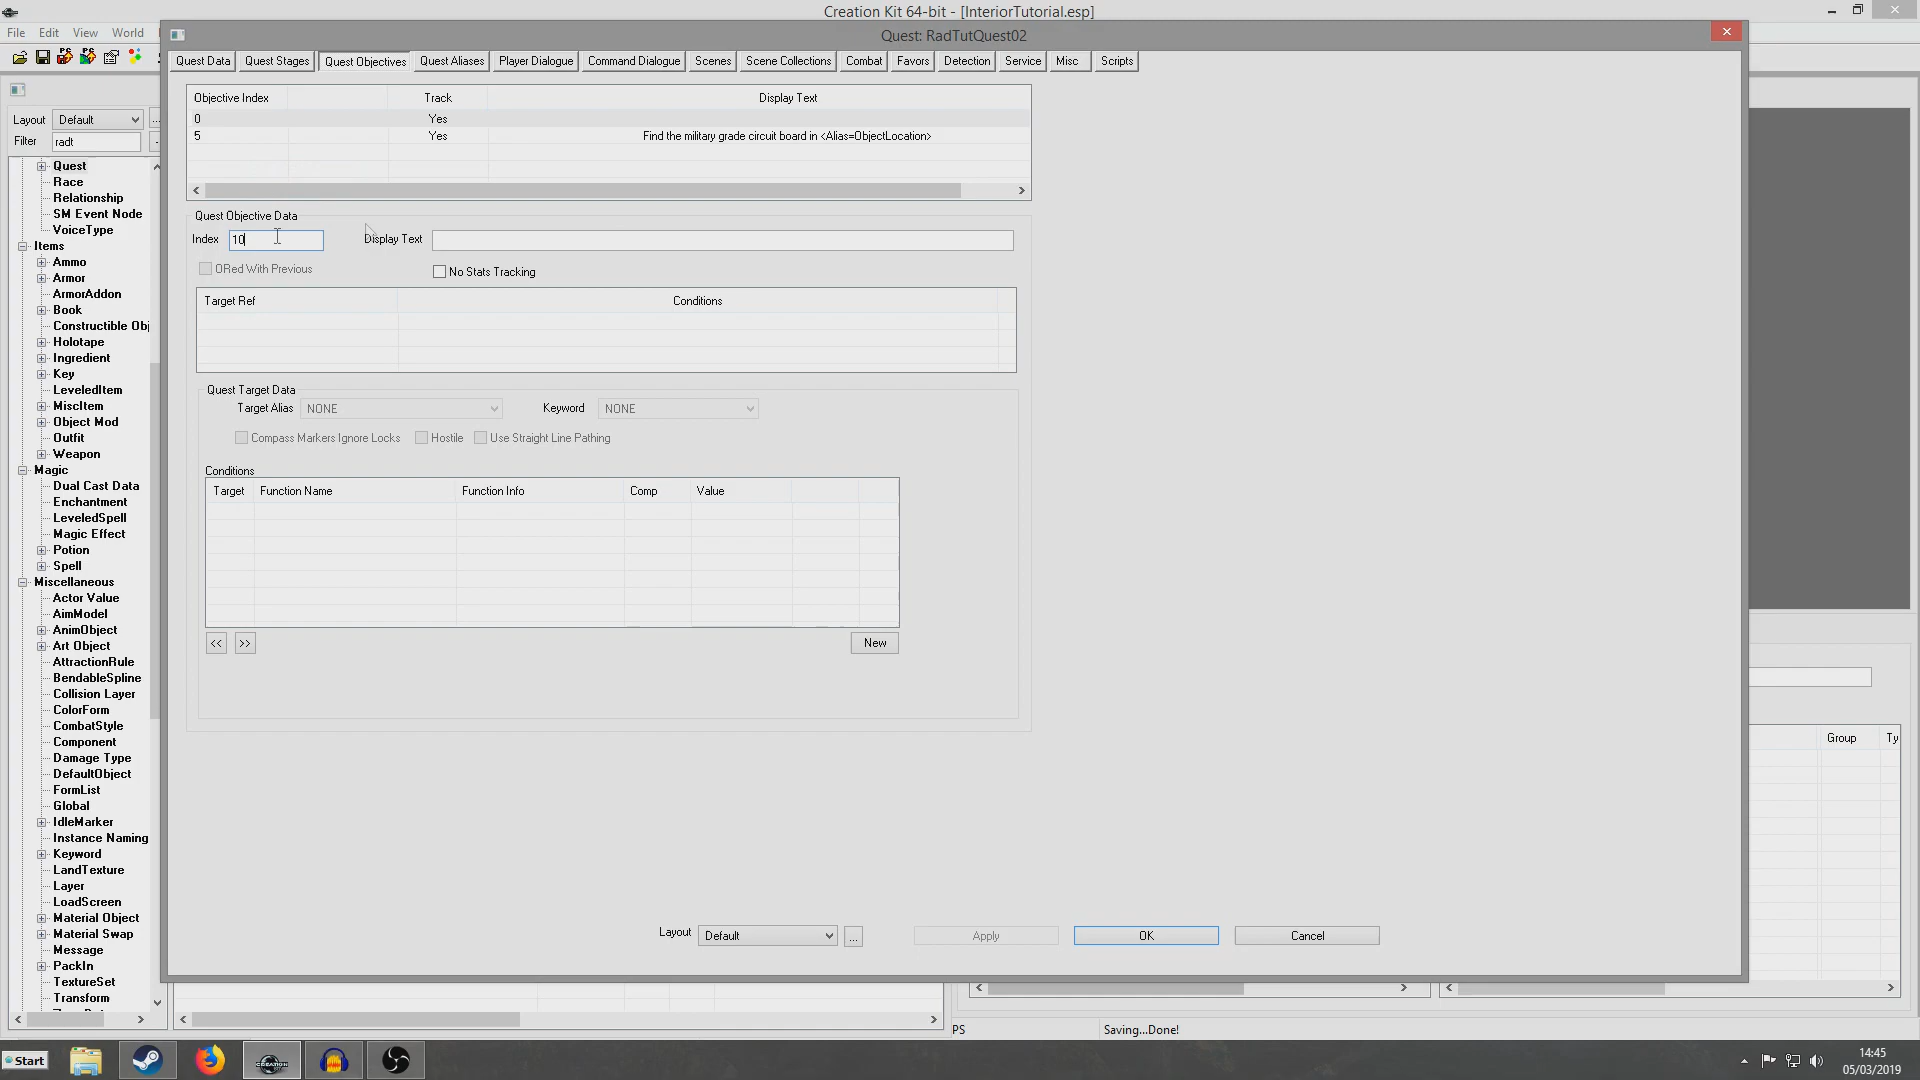 Creation Kit 64-bit - [InteriorTutorial.esp]
File Edit View World
Quest: RadTutQuest02
Quest Data Quest Stages Quest Objectives Quest Aliases Player Dialogue Command Dialogue Scenes Scene Collections Combat Favors Detection Service Misc Scripts
Layout Default ...
Filter radt
Quest
Race
Relationship
SM Event Node
VoiceType
Items
Ammo
Armor
ArmorAddon
Book
Constructible Obj
Holotape
Ingredient
Key
LeveledItem
MiscItem
Object Mod
Outfit
Weapon
Magic
Dual Cast Data
Enchantment
LeveledSpell
Magic Effect
Potion
Spell
Miscellaneous
Actor Value
AimModel
AnimObject
Art Object
AttractionRule
BendableSpline
Collision Layer
ColorForm
CombatStyle
Component
Damage Type
DefaultObject
FormList
Global
IdleMarker
Instance Naming
Keyword
LandTexture
Layer
LoadScreen
Material Object
Material Swap
Message
PackIn
TextureSet
Transform
Objective Index Track Display Text
0 Yes
5 Yes Find the military grade circuit board in <Alias=ObjectLocation>
Quest Objective Data
Index 10 Display Text
ORed With Previous No Stats Tracking
Target Ref Conditions
Quest Target Data
Target Alias NONE Keyword NONE
Compass Markers Ignore Locks Hostile Use Straight Line Pathing
Conditions
Target Function Name Function Info Comp Value
<< >> New
Layout Default ... Apply OK Cancel
Group Ty
PS Saving...Done!
Start
CREATION
14:45
05/03/2019